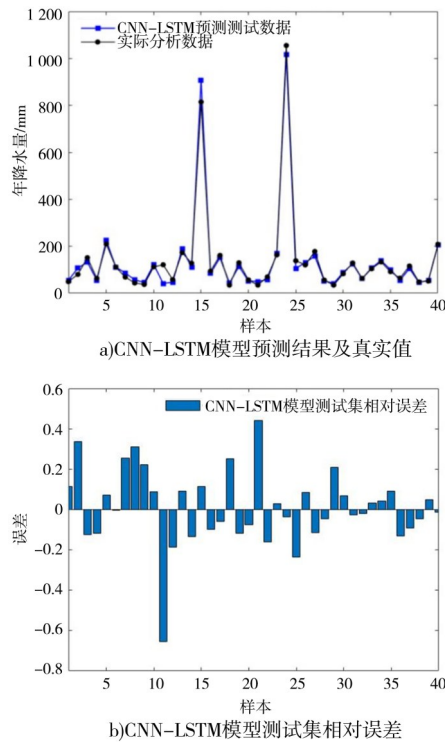 1 200
1 000
800
600
400
200
0
年降水量/mm
CNN-LSTM预测测试数据
实际分析数据
5 10 15 20 25 30 35 40
样本
a)CNN-LSTM模型预测结果及真实值
0.6
0.4
0.2
0
-0.2
-0.4
-0.6
-0.8
误差
CNN-LSTM模型测试集相对误差
5 10 15 20 25 30 35 40
样本
b)CNN-LSTM模型测试集相对误差